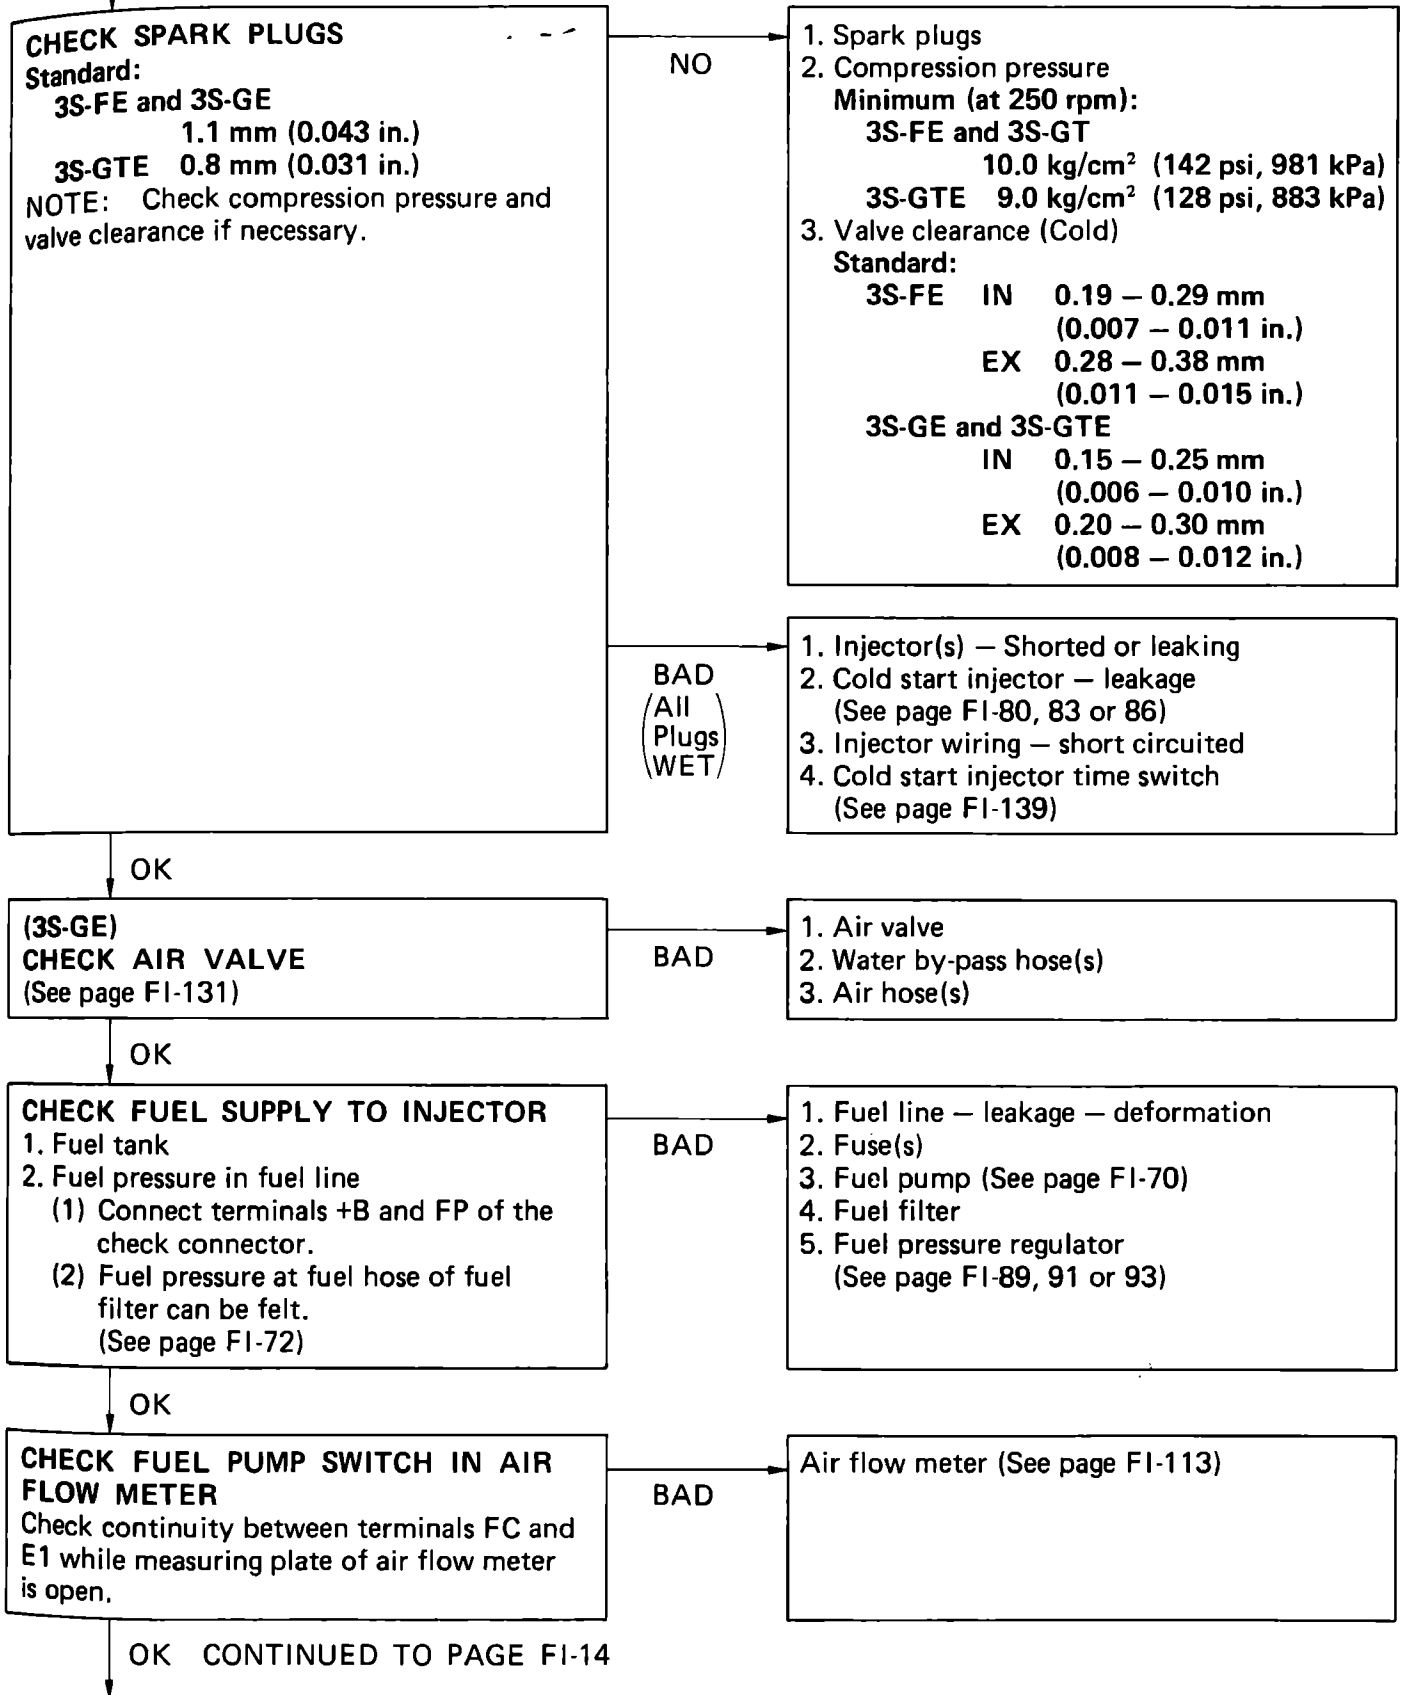 CHECK SPARK PLUGS
Standard:
3S-FE and 3S-GE
1.1 mm (0.043 in.)
3S-GTE 0.8 mm (0.031 in.)
NOTE: Check compression pressure and
valve clearance if necessary.
NO
1. Spark plugs
2. Compression pressure
Minimum (at 250 rpm):
3S-FE and 3S-GT
10.0 kg/cm² (142 psi, 981 kPa)
3S-GTE 9.0 kg/cm² (128 psi, 883 kPa)
3. Valve clearance (Cold)
Standard:
3S-FE IN 0.19 – 0.29 mm
(0.007 – 0.011 in.)
EX 0.28 – 0.38 mm
(0.011 – 0.015 in.)
3S-GE and 3S-GTE
IN 0.15 – 0.25 mm
(0.006 – 0.010 in.)
EX 0.20 – 0.30 mm
(0.008 – 0.012 in.)
BAD
(All
Plugs
WET)
1. Injector(s) – Shorted or leaking
2. Cold start injector – leakage
(See page FI-80, 83 or 86)
3. Injector wiring – short circuited
4. Cold start injector time switch
(See page FI-139)
OK
(3S-GE)
CHECK AIR VALVE
(See page FI-131)
BAD
1. Air valve
2. Water by-pass hose(s)
3. Air hose(s)
OK
CHECK FUEL SUPPLY TO INJECTOR
1. Fuel tank
2. Fuel pressure in fuel line
(1) Connect terminals +B and FP of the
check connector.
(2) Fuel pressure at fuel hose of fuel
filter can be felt.
(See page FI-72)
BAD
1. Fuel line – leakage – deformation
2. Fuse(s)
3. Fuel pump (See page FI-70)
4. Fuel filter
5. Fuel pressure regulator
(See page FI-89, 91 or 93)
OK
CHECK FUEL PUMP SWITCH IN AIR
FLOW METER
Check continuity between terminals FC and
E1 while measuring plate of air flow meter
is open.
BAD
Air flow meter (See page FI-113)
OK CONTINUED TO PAGE FI-14